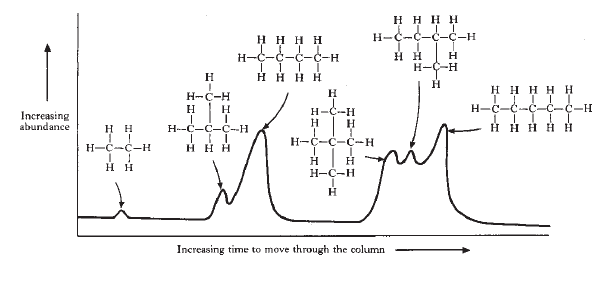 Increasing
abundance
H H
H–C–C–H
H H
H
H–C–H
H H
H–C–C–C–H
H H H
H H H H
H–C–C–C–C–H
H H H H
H
H–C–H
H H
H–C–C–C–H
H H
H–C–H
H
H H H H
H–C–C–C–C–H
H H H
H–C–H
H
H H H H H
H–C–C–C–C–C–H
H H H H H
Increasing time to move through the column